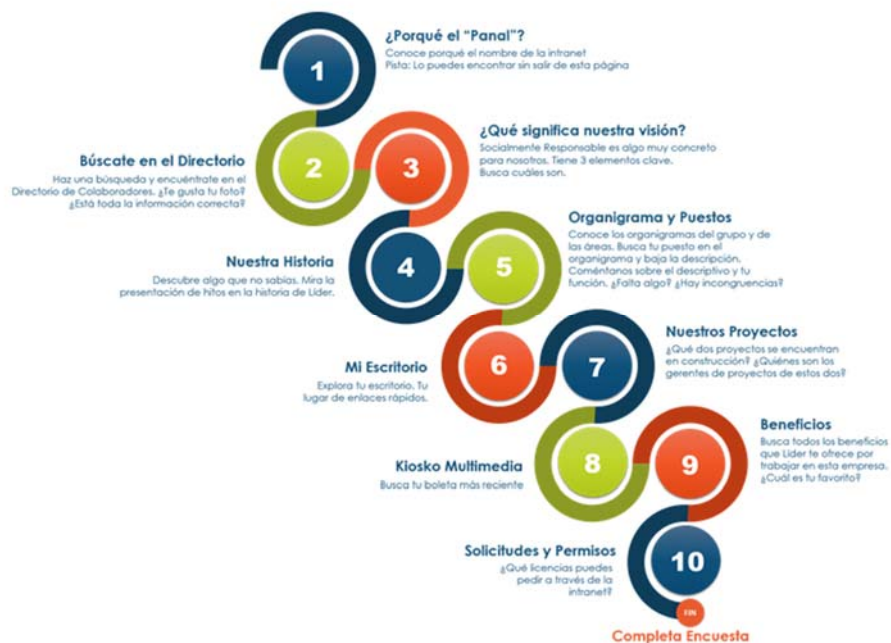 ¿Porqué el "Panal"?
Conoce porqué el nombre de la intranet
Pista: Lo puedes encontrar sin salir de esta página
1
Búscate en el Directorio
Haz una búsqueda y encuéntrate en el
Directorio de Colaboradores. ¿Te gusta tu foto?
¿Está toda la información correcta?
2
3
¿Qué significa nuestra visión?
Socialmente Responsable es algo muy concreto
para nosotros. Tiene 3 elementos clave.
Busca cuáles son.
Nuestra Historia
Descubre algo que no sabías. Mira la
presentación de hitos en la historia de Líder.
4
5
Organigrama y Puestos
Conoce los organigramas del grupo y de
las áreas. Busca tu puesto en el
organigrama y baja la descripción.
Coméntanos sobre el descriptivo y tu
función. ¿Falta algo? ¿Hay incongruencias?
Mi Escritorio
Explora tu escritorio. Tu
lugar de enlaces rápidos.
6
7
Nuestros Proyectos
¿Qué dos proyectos se encuentran
en construcción? ¿Quiénes son los
gerentes de proyectos de estos dos?
Kiosko Multimedia
Busca tu boleta más reciente
8
9
Beneficios
Busca todos los beneficios
que Líder te ofrece por
trabajar en esta empresa.
¿Cuál es tu favorito?
Solicitudes y Permisos
¿Qué licencias puedes
pedir a través de la
intranet?
10
FIN
Completa Encuesta